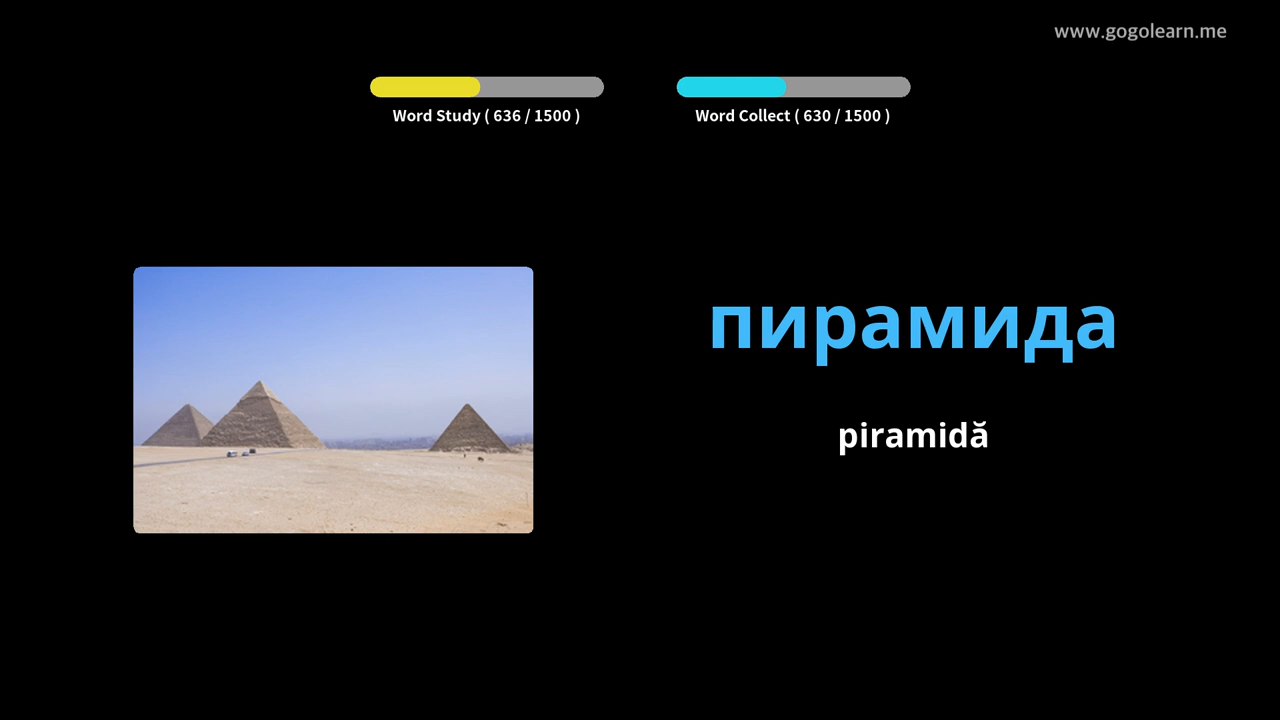 www.gogolearn.me
Word Study ( 636 / 1500 )
Word Collect ( 630 / 1500 )
пирамида
piramidă